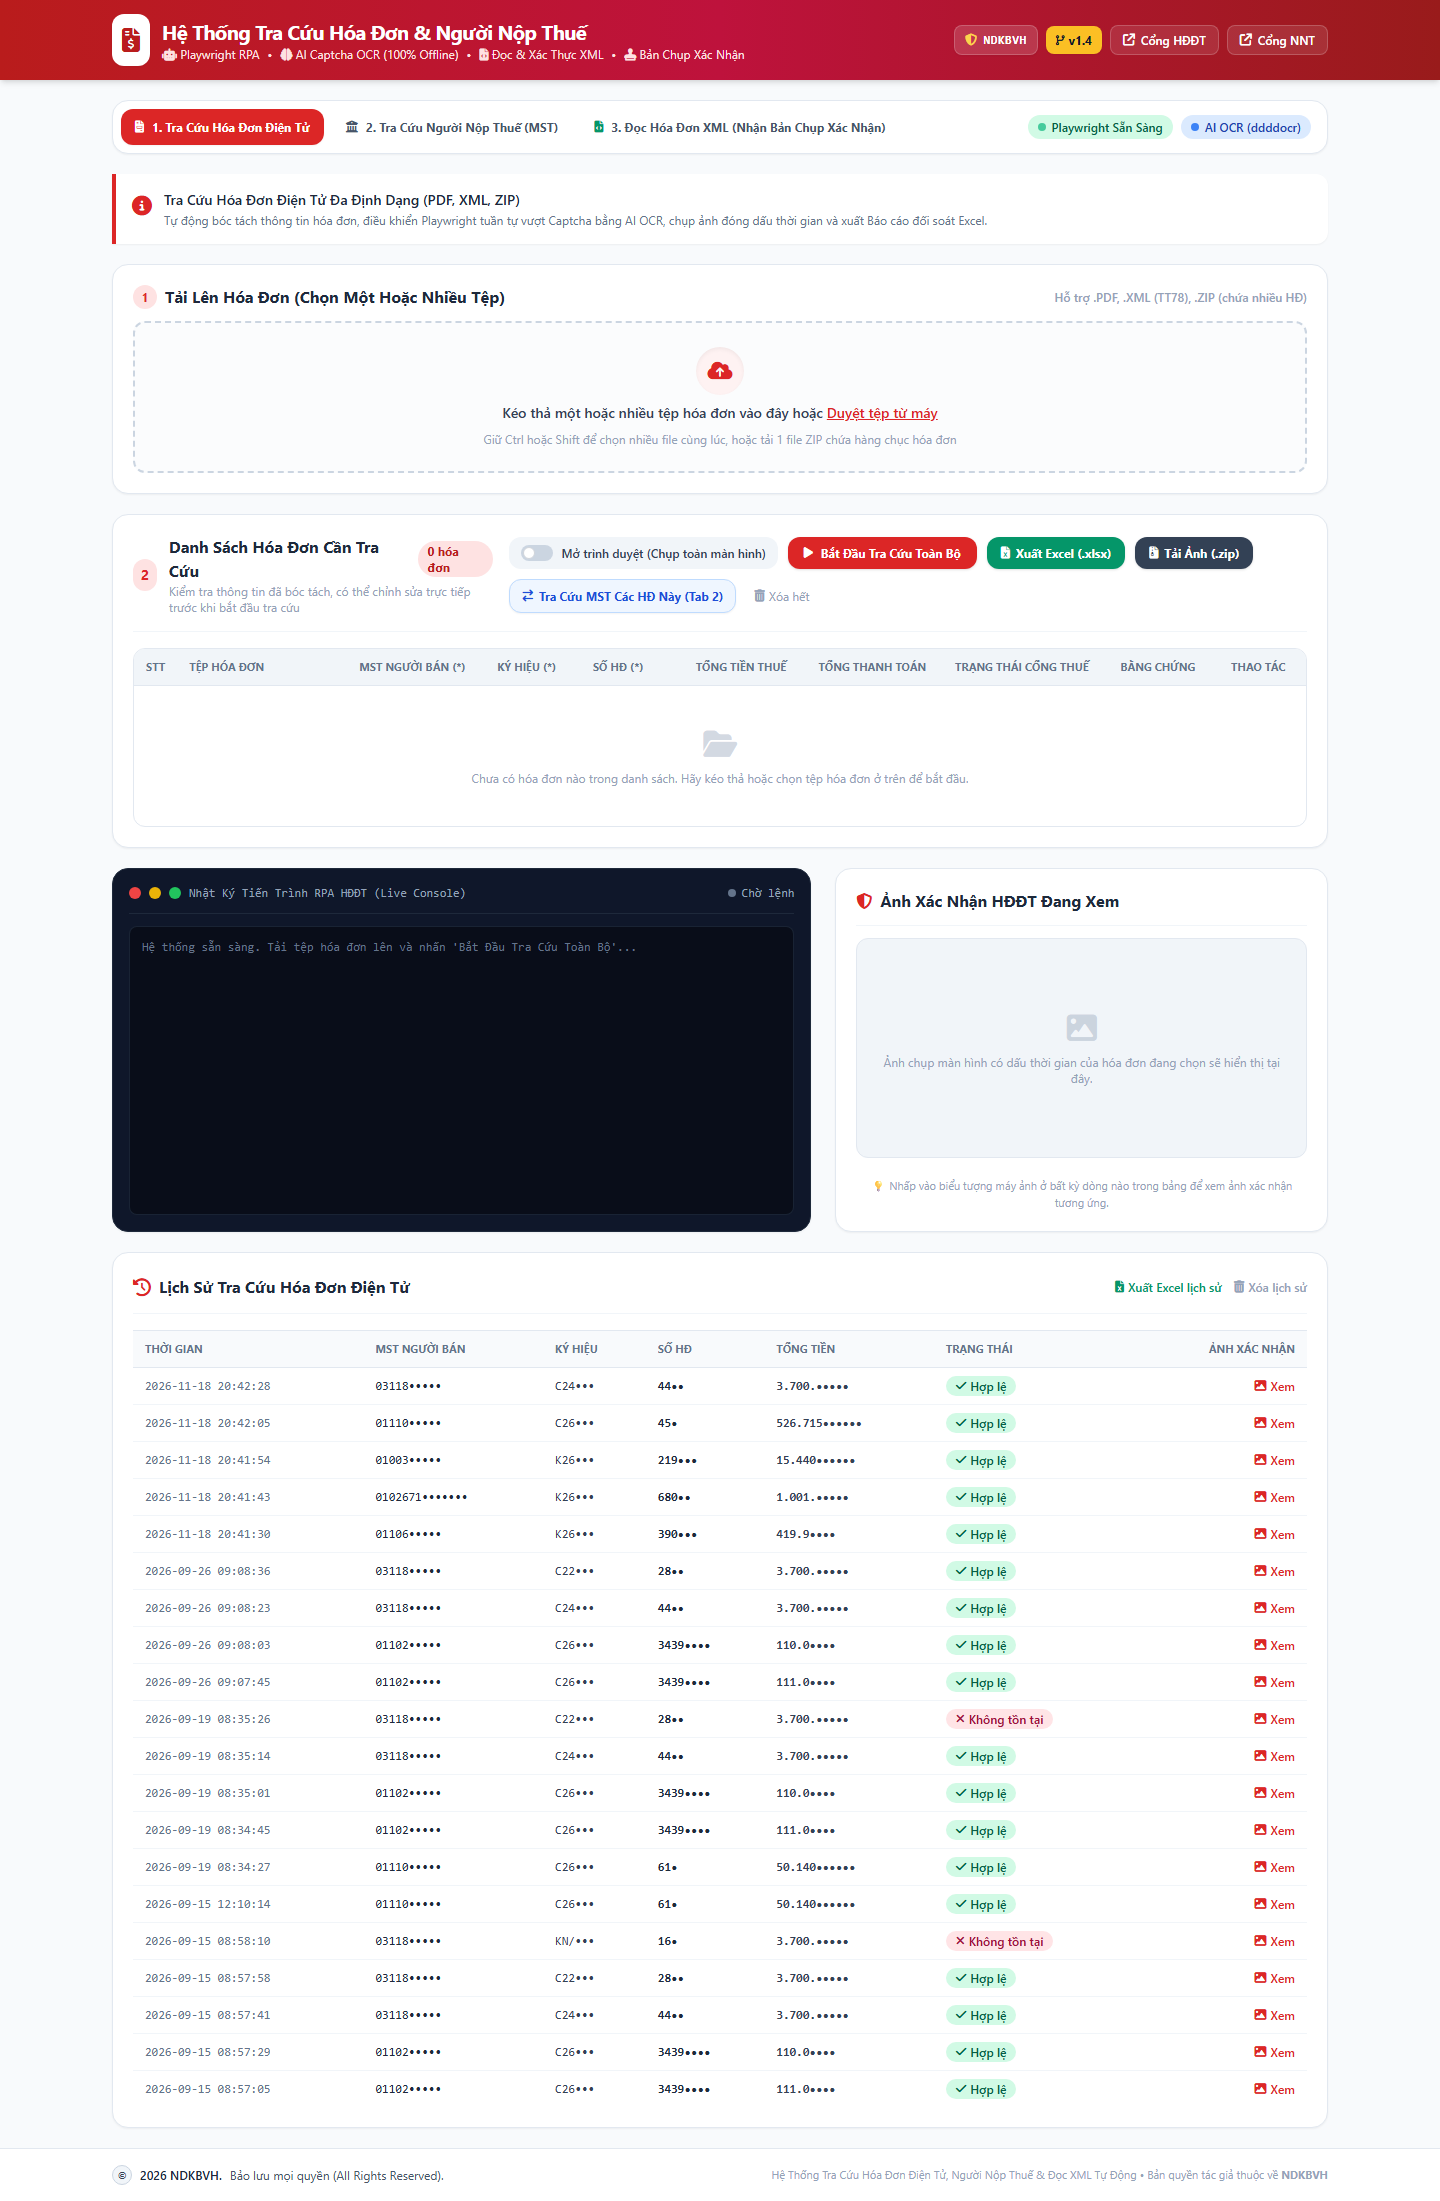 Hệ Thống Tra Cứu Hóa Đơn & Người Nộp Thuế
Playwright RPA • AI Captcha OCR (100% Offline) • Đọc & Xác Thực XML • Bản Chụp Xác Nhận
NDKBVH
v1.4
Cổng HĐĐT
Cổng NNT
1. Tra Cứu Hóa Đơn Điện Tử
2. Tra Cứu Người Nộp Thuế (MST)
3. Đọc Hóa Đơn XML (Nhận Bản Chụp Xác Nhận)
Playwright Sẵn Sàng
AI OCR (ddddocr)
Tra Cứu Hóa Đơn Điện Tử Đa Định Dạng (PDF, XML, ZIP)
Tự động bóc tách thông tin hóa đơn, điều khiển Playwright tuần tự vượt Captcha bằng AI OCR, chụp ảnh đóng dấu thời gian và xuất Báo cáo đối soát Excel.
1 Tải Lên Hóa Đơn (Chọn Một Hoặc Nhiều Tệp)
Hỗ trợ .PDF, .XML (TT78), .ZIP (chứa nhiều HĐ)
Kéo thả một hoặc nhiều tệp hóa đơn vào đây hoặc Duyệt tệp từ máy
Giữ Ctrl hoặc Shift để chọn nhiều file cùng lúc, hoặc tải 1 file ZIP chứa hàng chục hóa đơn
2
Danh Sách Hóa Đơn Cần Tra
Cứu
0 hóa
đơn
Kiểm tra thông tin đã bóc tách, có thể chỉnh sửa trực tiếp
trước khi bắt đầu tra cứu
Mở trình duyệt (Chụp toàn màn hình)
Bắt Đầu Tra Cứu Toàn Bộ
Xuất Excel (.xlsx)
Tải Ảnh (.zip)
Tra Cứu MST Các HĐ Này (Tab 2)
Xóa hết
STT TỆP HÓA ĐƠN MST NGƯỜI BÁN (*) KÝ HIỆU (*) SỐ HĐ (*) TỔNG TIỀN THUẾ TỔNG THANH TOÁN TRẠNG THÁI CỔNG THUẾ BẰNG CHỨNG THAO TÁC
Chưa có hóa đơn nào trong danh sách. Hãy kéo thả hoặc chọn tệp hóa đơn ở trên để bắt đầu.
Nhật Ký Tiến Trình RPA HĐĐT (Live Console)
Chờ lệnh
Hệ thống sẵn sàng. Tải tệp hóa đơn lên và nhấn 'Bắt Đầu Tra Cứu Toàn Bộ'...
Ảnh Xác Nhận HĐĐT Đang Xem
Ảnh chụp màn hình có dấu thời gian của hóa đơn đang chọn sẽ hiển thị tại
đây.
💡 Nhấp vào biểu tượng máy ảnh ở bất kỳ dòng nào trong bảng để xem ảnh xác nhận
tương ứng.
Lịch Sử Tra Cứu Hóa Đơn Điện Tử
Xuất Excel lịch sử
Xóa lịch sử
THỜI GIAN MST NGƯỜI BÁN KÝ HIỆU SỐ HĐ TỔNG TIỀN TRẠNG THÁI ẢNH XÁC NHẬN
2026-11-18 20:42:28 03118••••• C24••• 44•• 3.700.••••• Hợp lệ Xem
2026-11-18 20:42:05 01110••••• C26••• 45• 526.715•••••• Hợp lệ Xem
2026-11-18 20:41:54 01003••••• K26••• 219••• 15.440•••••• Hợp lệ Xem
2026-11-18 20:41:43 0102671••••••• K26••• 680•• 1.001.••••• Hợp lệ Xem
2026-11-18 20:41:30 01106••••• K26••• 390••• 419.9•••• Hợp lệ Xem
2026-09-26 09:08:36 03118••••• C22••• 28•• 3.700.••••• Hợp lệ Xem
2026-09-26 09:08:23 03118••••• C24••• 44•• 3.700.••••• Hợp lệ Xem
2026-09-26 09:08:03 01102••••• C26••• 3439•••• 110.0•••• Hợp lệ Xem
2026-09-26 09:07:45 01102••••• C26••• 3439•••• 111.0•••• Hợp lệ Xem
2026-09-19 08:35:26 03118••••• C22••• 28•• 3.700.••••• Không tồn tại Xem
2026-09-19 08:35:14 03118••••• C24••• 44•• 3.700.••••• Hợp lệ Xem
2026-09-19 08:35:01 01102••••• C26••• 3439•••• 110.0•••• Hợp lệ Xem
2026-09-19 08:34:45 01102••••• C26••• 3439•••• 111.0•••• Hợp lệ Xem
2026-09-19 08:34:27 01110••••• C26••• 61• 50.140•••••• Hợp lệ Xem
2026-09-15 12:10:14 01110••••• C26••• 61• 50.140•••••• Hợp lệ Xem
2026-09-15 08:58:10 03118••••• KN/••• 16• 3.700.••••• Không tồn tại Xem
2026-09-15 08:57:58 03118••••• C22••• 28•• 3.700.••••• Hợp lệ Xem
2026-09-15 08:57:41 03118••••• C24••• 44•• 3.700.••••• Hợp lệ Xem
2026-09-15 08:57:29 01102••••• C26••• 3439•••• 110.0•••• Hợp lệ Xem
2026-09-15 08:57:05 01102••••• C26••• 3439•••• 111.0•••• Hợp lệ Xem
© 2026 NDKBVH. Bảo lưu mọi quyền (All Rights Reserved).
Hệ Thống Tra Cứu Hóa Đơn Điện Tử, Người Nộp Thuế & Đọc XML Tự Động • Bản quyền tác giả thuộc về NDKBVH